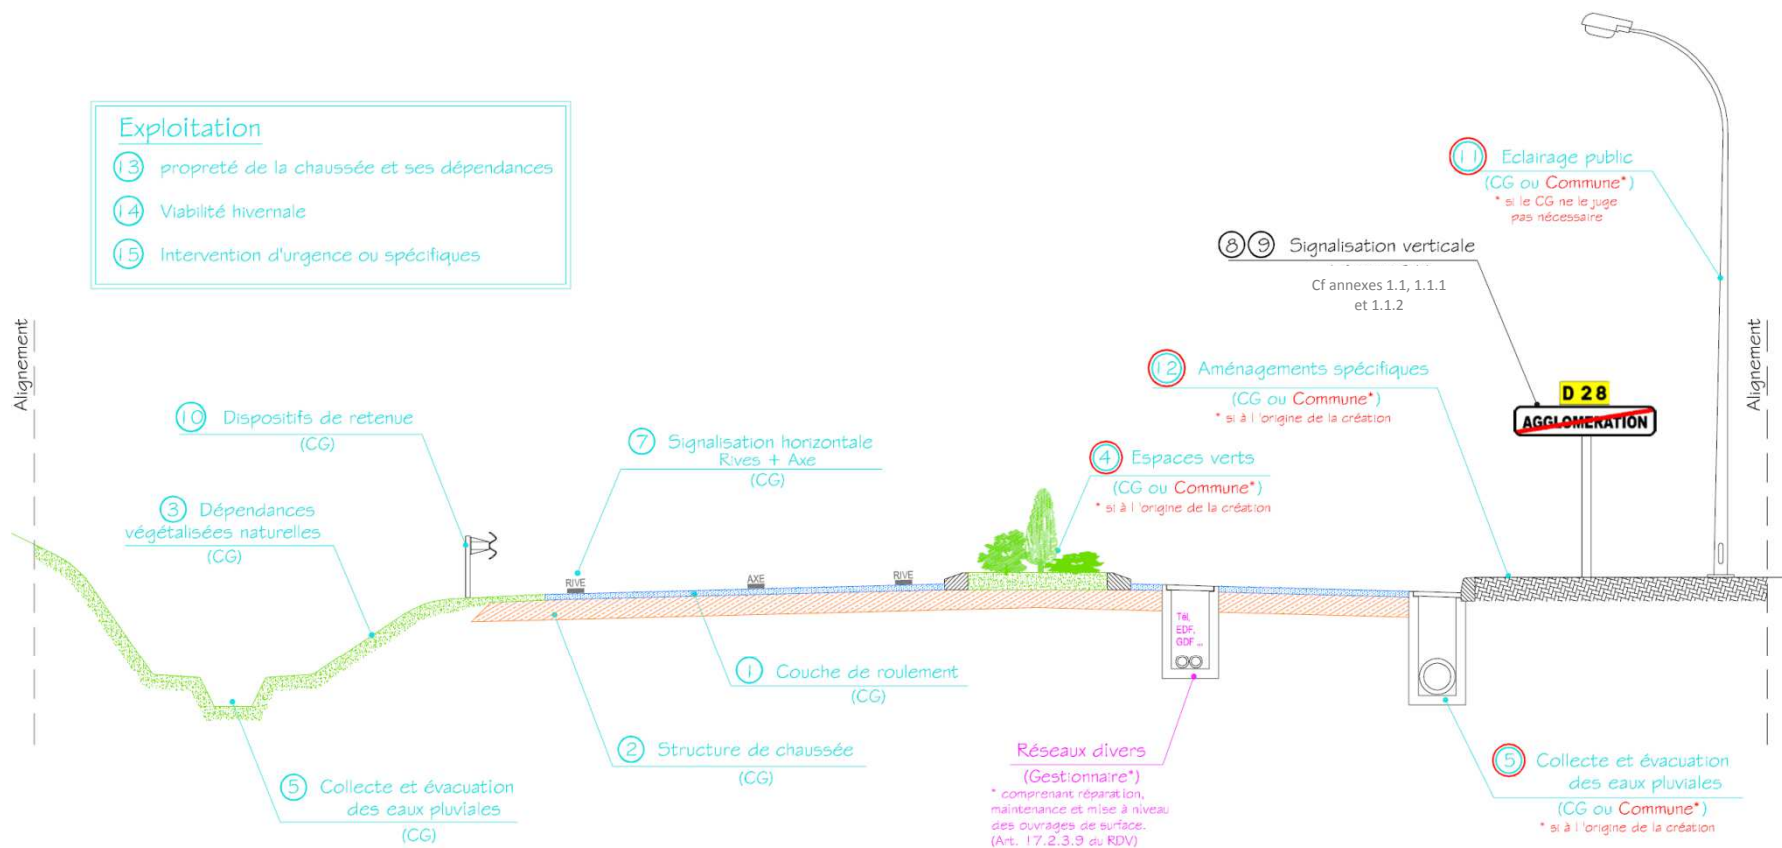 Exploitation
13 propreté de la chaussée et ses dépendances
14 Viabilité hivernale
15 Intervention d'urgence ou spécifiques
11 Eclairage public
(CG ou Commune*)
* si le CG ne le juge
pas nécessaire
8 9 Signalisation verticale
Cf annexes 1.1, 1.1.1
et 1.1.2
Alignement
Alignement
12 Aménagements spécifiques
(CG ou Commune*)
* si à l'origine de la création
D 28
AGGLOMERATION
10 Dispositifs de retenue
(CG)
7 Signalisation horizontale
Rives + Axe
(CG)
4 Espaces verts
(CG ou Commune*)
* si à l'origine de la création
3 Dépendances
végétalisées naturelles
(CG)
RIVE
AXE
RIVE
Tél,
EDF,
GDF ...
1 Couche de roulement
(CG)
2 Structure de chaussée
(CG)
Réseaux divers
(Gestionnaire*)
* comprenant réparation,
maintenance et mise à niveau
des ouvrages de surface.
(Art. 17.2.3.9 du RDV)
5 Collecte et évacuation
des eaux pluviales
(CG)
5 Collecte et évacuation
des eaux pluviales
(CG ou Commune*)
* si à l'origine de la création